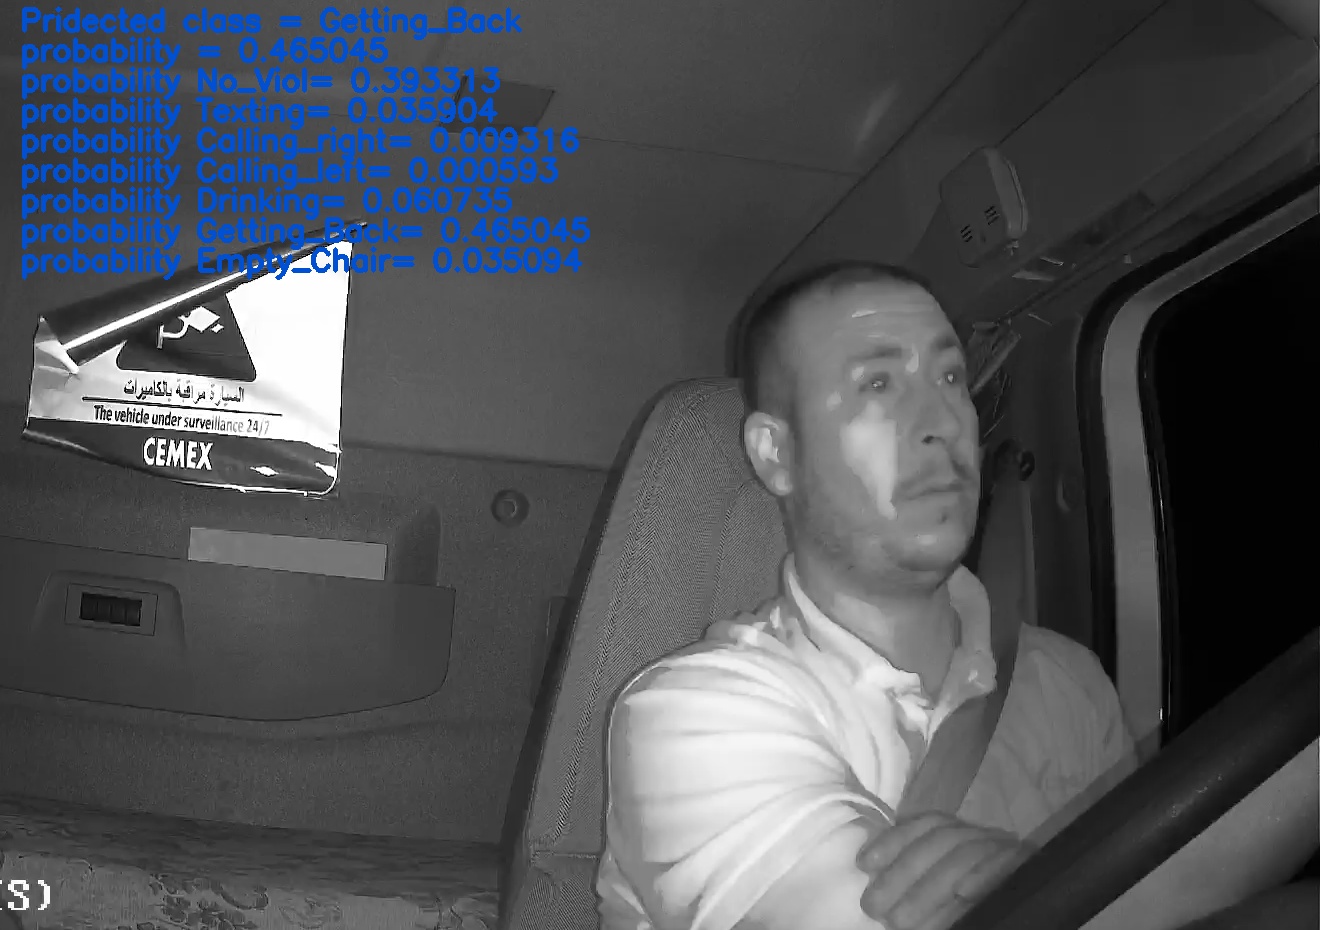 Pridected class = Getting_Back
probability = 0.465045
probability No_Viol= 0.393313
probability Texting= 0.035904
probability Calling_right= 0.009316
probability Calling_left= 0.000593
probability Drinking= 0.060735
probability Getting_Back= 0.465045
probability Empty_Chair= 0.035094
السيارة مراقبة بالكاميرات
The vehicle under surveillance 24/7
CEMEX
(S)